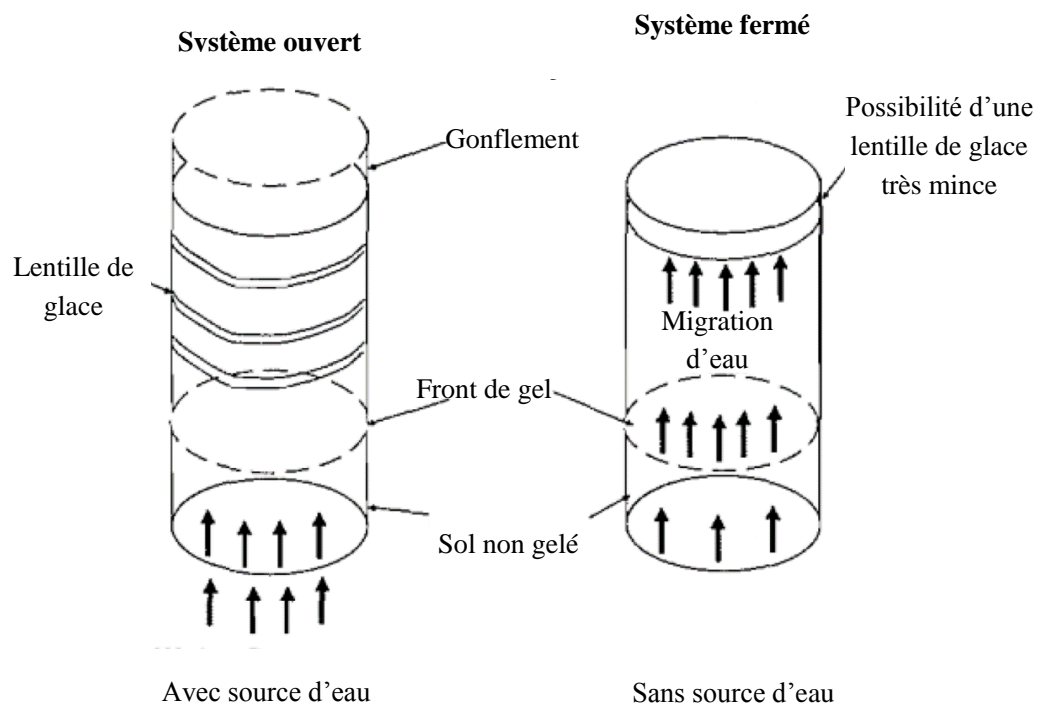 Système ouvert
Système fermé
Gonflement
Possibilité d'une
lentille de glace
très mince
Lentille de
glace
Migration
d'eau
Front de gel
Sol non gelé
Avec source d'eau
Sans source d'eau